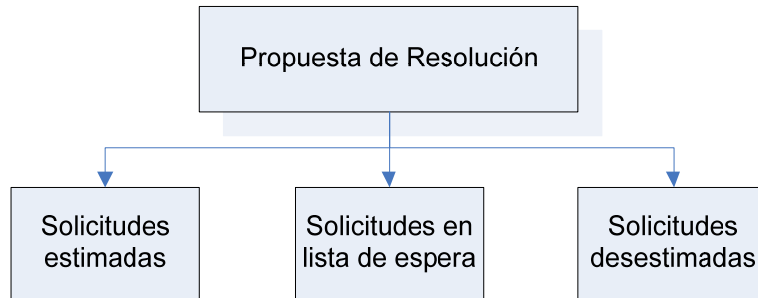 Propuesta de Resolución
Solicitudes
estimadas
Solicitudes en
lista de espera
Solicitudes
desestimadas